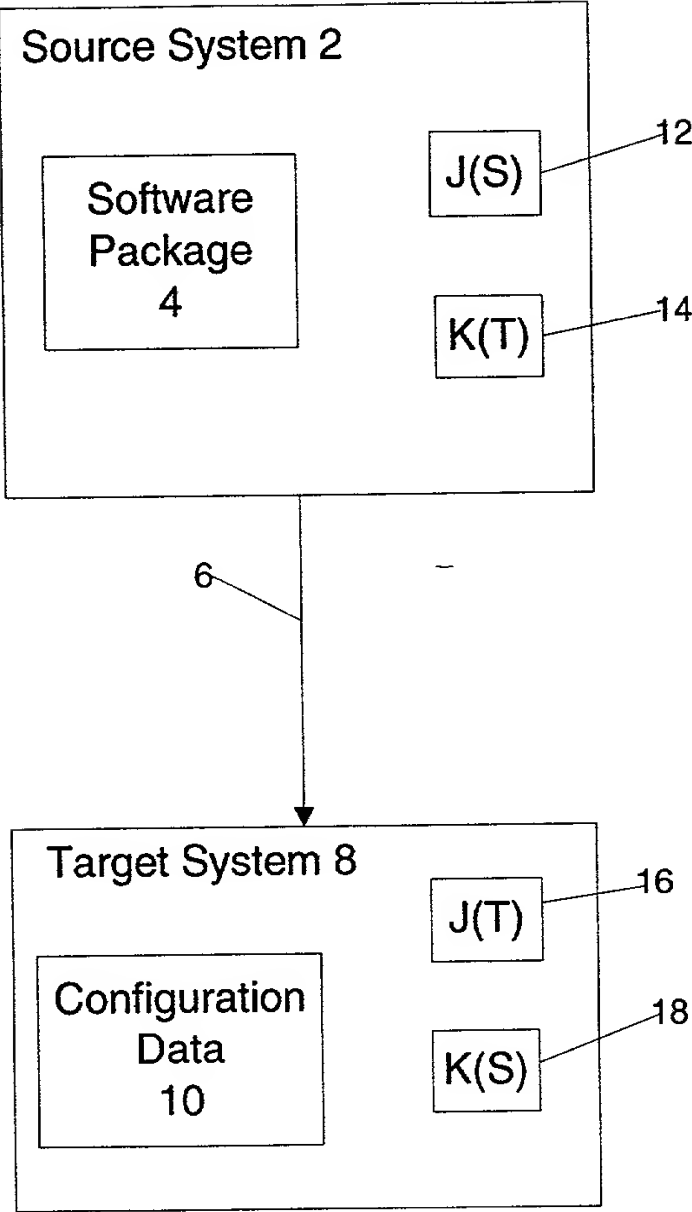 Source System 2
Software
Package
4
J(S)
12
K(T)
14
6
Target System 8
Configuration
Data
10
J(T)
16
K(S)
18